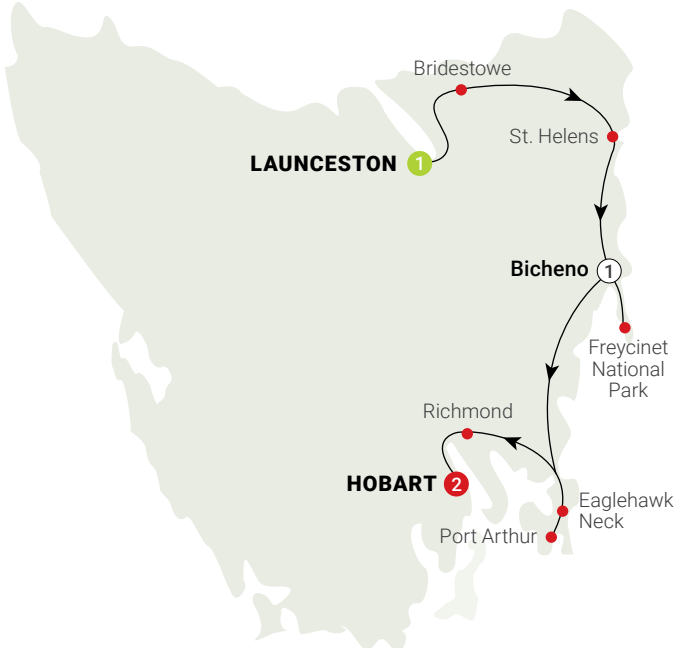 Bridestowe
St. Helens
LAUNCESTON 1
Bicheno 1
Freycinet
National
Park
Richmond
HOBART 2
Eaglehawk
Neck
Port Arthur